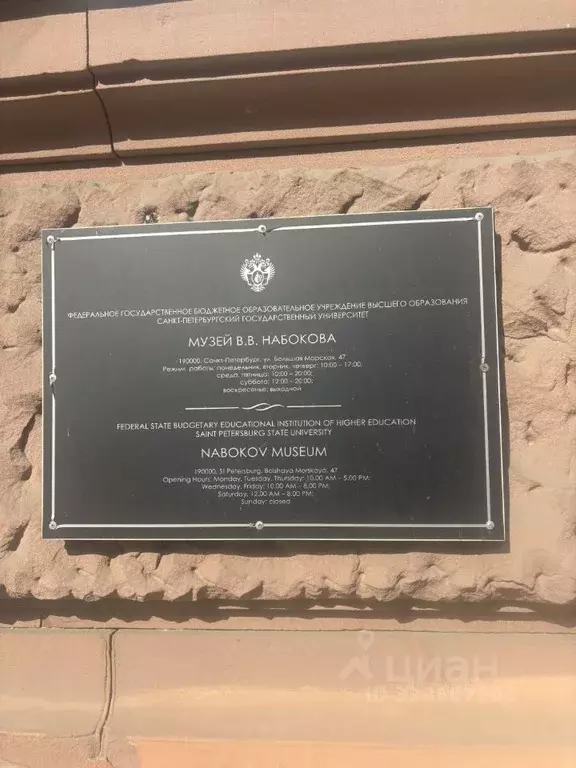 ФЕДЕРАЛЬНОЕ ГОСУДАРСТВЕННОЕ БЮДЖЕТНОЕ ОБРАЗОВАТЕЛЬНОЕ УЧРЕЖДЕНИЕ ВЫСШЕГО ОБРАЗОВАНИЯ
САНКТ-ПЕТЕРБУРГСКИЙ ГОСУДАРСТВЕННЫЙ УНИВЕРСИТЕТ
МУЗЕЙ В.В. НАБОКОВА
190000, Санкт-Петербург, ул. Большая Морская, 47
Режим работы: понедельник, вторник, четверг: 10:00 - 17:00;
среда, пятница: 10:00 - 20:00;
суббота: 12:00 - 20:00;
воскресенье: выходной
FEDERAL STATE BUDGETARY EDUCATIONAL INSTITUTION OF HIGHER EDUCATION
SAINT PETERSBURG STATE UNIVERSITY
NABOKOV MUSEUM
190000, St Petersburg, Bolshaya Morskaya, 47
Opening Hours: Monday, Tuesday, Thursday: 10.00 AM - 5.00 PM;
Wednesday, Friday: 10.00 AM - 8.00 PM;
Saturday, 12.00 AM - 8.00 PM;
Sunday: closed
циан